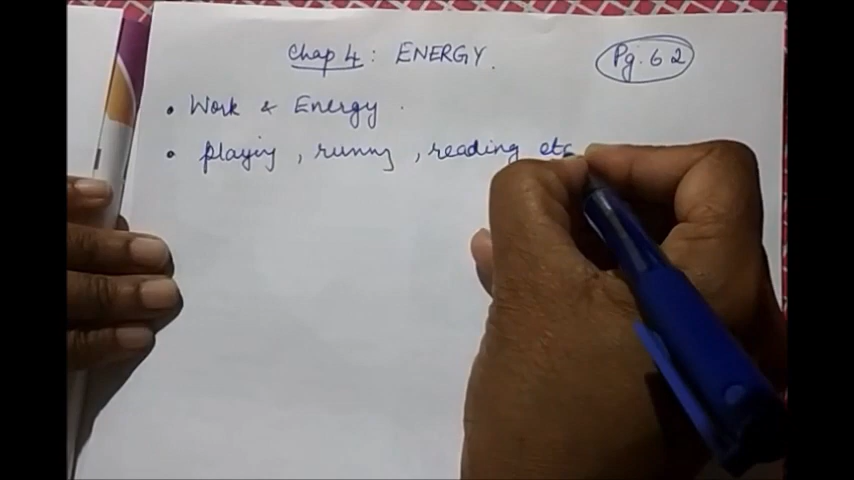 Chap 4 : ENERGY. Pg. 62
• Work & Energy.
• playing, running, reading etc